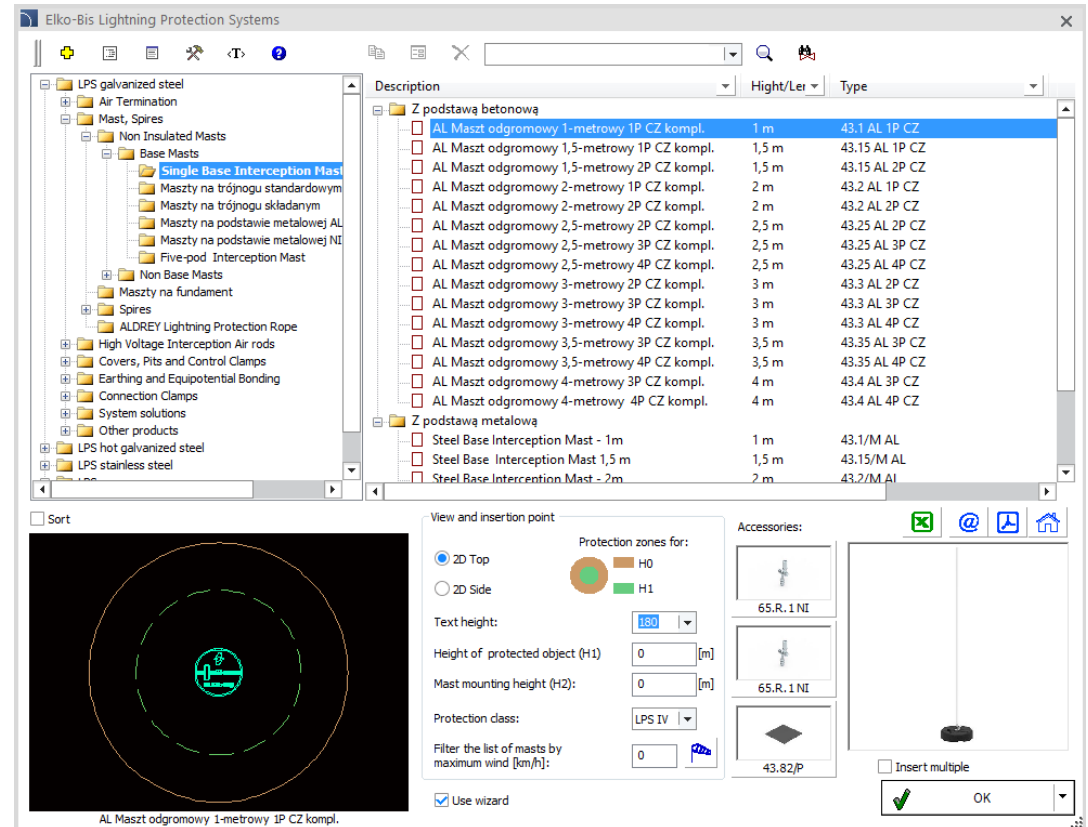 Elko-Bis Lightning Protection Systems
<T>
LPS galvanized steel
Air Termination
Mast, Spires
Non Insulated Masts
Base Masts
Single Base Interception Mast
Maszty na trójnogu standardowym
Maszty na trójnogu składanym
Maszty na podstawie metalowej AL
Maszty na podstawie metalowej NI
Five-pod Interception Mast
Non Base Masts
Maszty na fundament
Spires
ALDREY Lightning Protection Rope
High Voltage Interception Air rods
Covers, Pits and Control Clamps
Earthing and Equipotential Bonding
Connection Clamps
System solutions
Other products
LPS hot galvanized steel
LPS stainless steel
Description Hight/Ler Type
Z podstawą betonową
AL Maszt odgromowy 1-metrowy 1P CZ kompl. 1 m 43.1 AL 1P CZ
AL Maszt odgromowy 1,5-metrowy 1P CZ kompl. 1,5 m 43.15 AL 1P CZ
AL Maszt odgromowy 1,5-metrowy 2P CZ kompl. 1,5 m 43.15 AL 2P CZ
AL Maszt odgromowy 2-metrowy 1P CZ kompl. 2 m 43.2 AL 1P CZ
AL Maszt odgromowy 2-metrowy 2P CZ kompl. 2 m 43.2 AL 2P CZ
AL Maszt odgromowy 2,5-metrowy 2P CZ kompl. 2,5 m 43.25 AL 2P CZ
AL Maszt odgromowy 2,5-metrowy 3P CZ kompl. 2,5 m 43.25 AL 3P CZ
AL Maszt odgromowy 2,5-metrowy 4P CZ kompl. 2,5 m 43.25 AL 4P CZ
AL Maszt odgromowy 3-metrowy 2P CZ kompl. 3 m 43.3 AL 2P CZ
AL Maszt odgromowy 3-metrowy 3P CZ kompl. 3 m 43.3 AL 3P CZ
AL Maszt odgromowy 3-metrowy 4P CZ kompl. 3 m 43.3 AL 4P CZ
AL Maszt odgromowy 3,5-metrowy 3P CZ kompl. 3,5 m 43.35 AL 3P CZ
AL Maszt odgromowy 3,5-metrowy 4P CZ kompl. 3,5 m 43.35 AL 4P CZ
AL Maszt odgromowy 4-metrowy 3P CZ kompl. 4 m 43.4 AL 3P CZ
AL Maszt odgromowy 4-metrowy 4P CZ kompl. 4 m 43.4 AL 4P CZ
Z podstawą metalową
Steel Base Interception Mast - 1m 1 m 43.1/M AL
Steel Base Interception Mast 1,5 m 1,5 m 43.15/M AL
Steel Base Interception Mast - 2m 2 m 43.2/M AL
Sort
AL Maszt odgromowy 1-metrowy 1P CZ kompl.
View and insertion point
Protection zones for:
2D Top
H0
2D Side
H1
Text height: 180
Height of protected object (H1) 0 [m]
Mast mounting height (H2): 0 [m]
Protection class: LPS IV
Filter the list of masts by
maximum wind [km/h]: 0
Use wizard
Accessories:
65.R.1 NI
65.R.1 NI
43.82/P
Insert multiple
OK